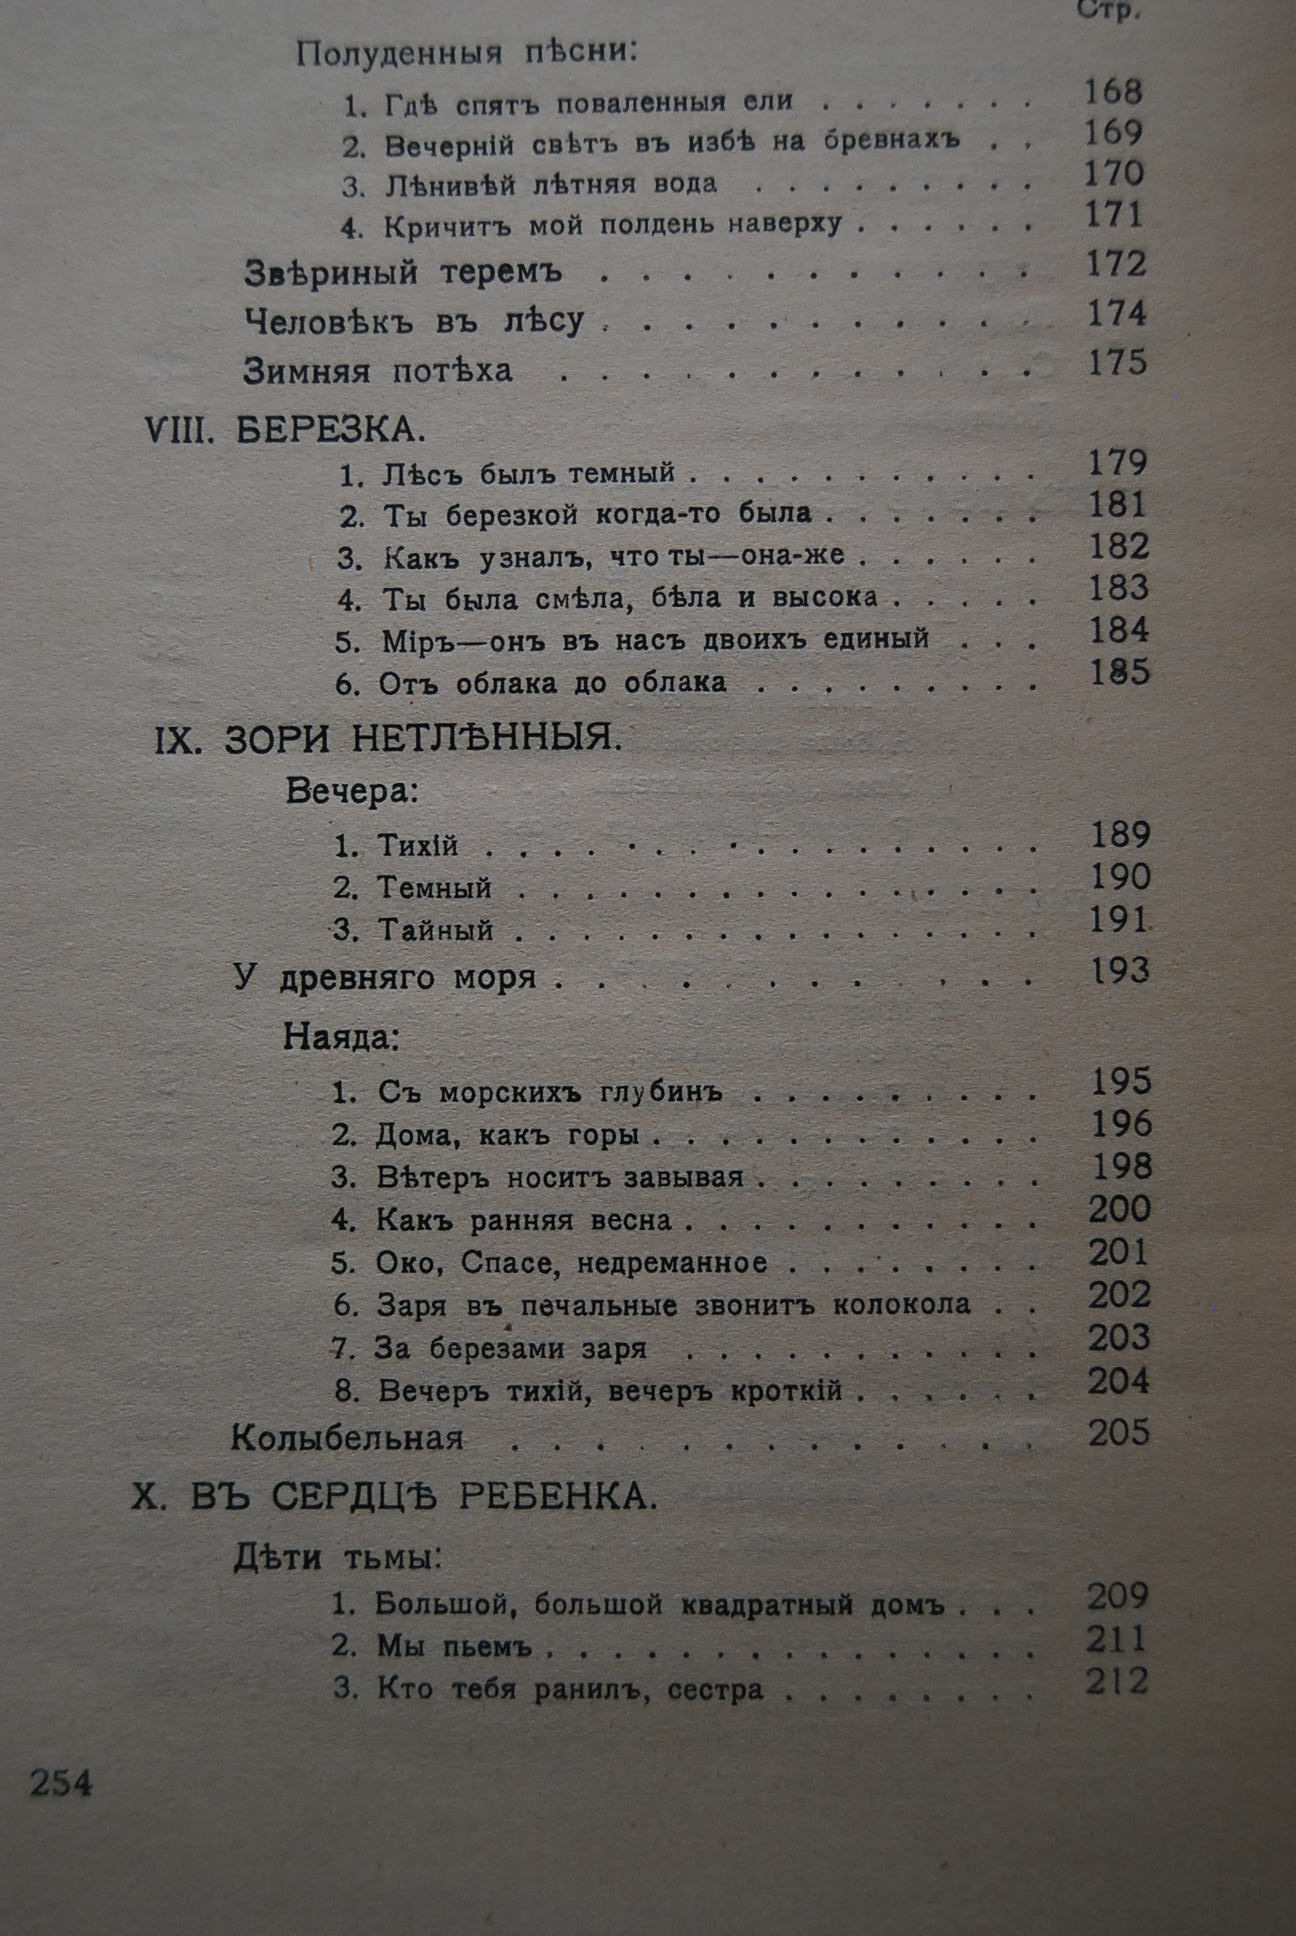 Стр.
Полуденныя пѣсни:
1. Гдѣ спятъ поваленныя ели . . . . . . . 168
2. Вечерній свѣтъ въ избѣ на бревнахъ . . 169
3. Лѣнивѣй лѣтняя вода . . . . . . . . . 170
4. Кричитъ мой полдень наверху . . . . . . 171
Звѣриный теремъ . . . . . . . . . . . 172
Человѣкъ въ лѣсу . . . . . . . . . . . 174
Зимняя потѣха . . . . . . . . . . . . 175
VIII. БЕРЕЗКА.
1. Лѣсъ былъ темный . . . . . . . . . . . 179
2. Ты березкой когда-то была . . . . . . . 181
3. Какъ узналъ, что ты—она-же . . . . . . 182
4. Ты была смѣла, бѣла и высока . . . . . 183
5. Міръ—онъ въ насъ двоихъ единый . . . 184
6. Отъ облака до облака . . . . . . . . . 185
IX. ЗОРИ НЕТЛѢННЫЯ.
Вечера:
1. Тихій . . . . . . . . . . . . . . . . . 189
2. Темный . . . . . . . . . . . . . . . . 190
3. Тайный . . . . . . . . . . . . . . . . 191
У древняго моря . . . . . . . . . . . . 193
Наяда:
1. Съ морскихъ глубинъ . . . . . . . . . 195
2. Дома, какъ горы . . . . . . . . . . . . 196
3. Вѣтеръ носитъ завывая . . . . . . . . . 198
4. Какъ ранняя весна . . . . . . . . . . . 200
5. Око, Спасе, недреманное . . . . . . . . 201
6. Заря въ печальные звонитъ колокола . . 202
7. За березами заря . . . . . . . . . . . 203
8. Вечеръ тихій, вечеръ кроткій . . . . . . 204
Колыбельная . . . . . . . . . . . . . 205
X. ВЪ СЕРДЦѢ РЕБЕНКА.
Дѣти тьмы:
1. Большой, большой квадратный домъ . . . 209
2. Мы пьемъ . . . . . . . . . . . . . . . 211
3. Кто тебя ранилъ, сестра . . . . . . . . 212
254